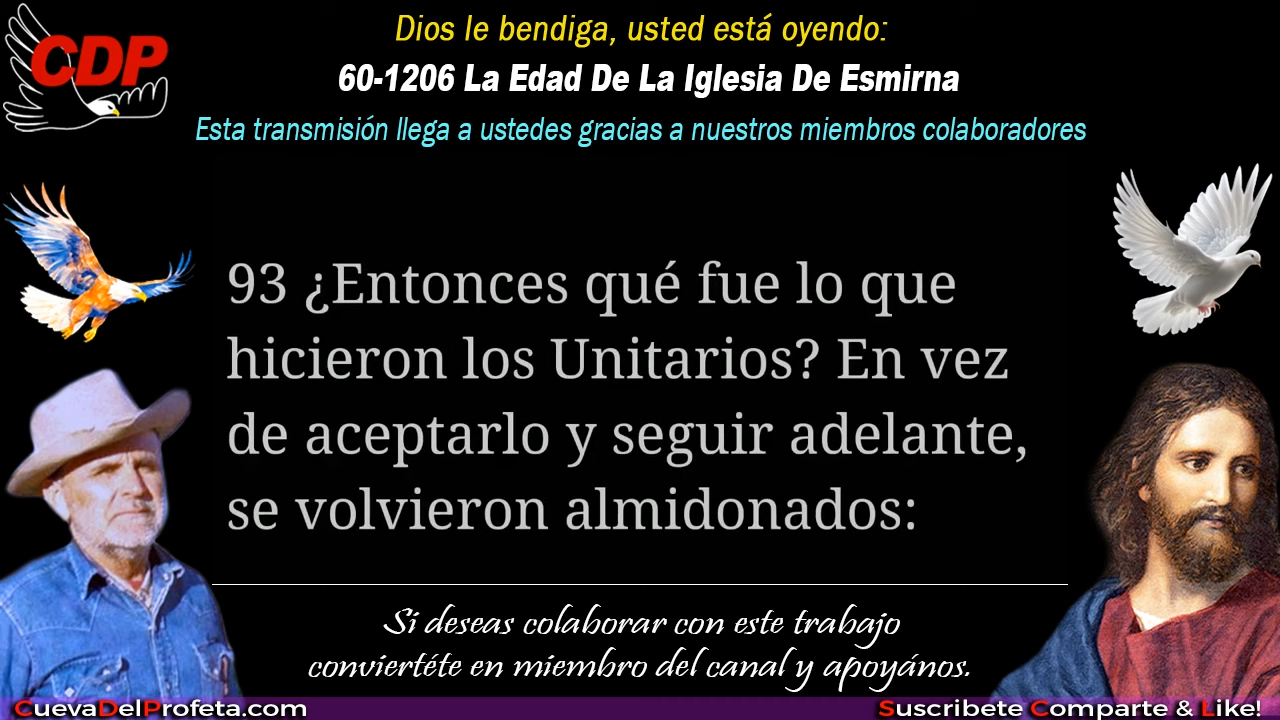 CDP
Dios le bendiga, usted está oyendo:
60-1206 La Edad De La Iglesia De Esmirna
Esta transmisión llega a ustedes gracias a nuestros miembros colaboradores
93 ¿Entonces qué fue lo que
hicieron los Unitarios? En vez
de aceptarlo y seguir adelante,
se volvieron almidonados:
Si deseas colaborar con este trabajo
conviertéte en miembro del canal y apoyános.
CuevaDelProfeta.com
Suscribete Comparte & Like!